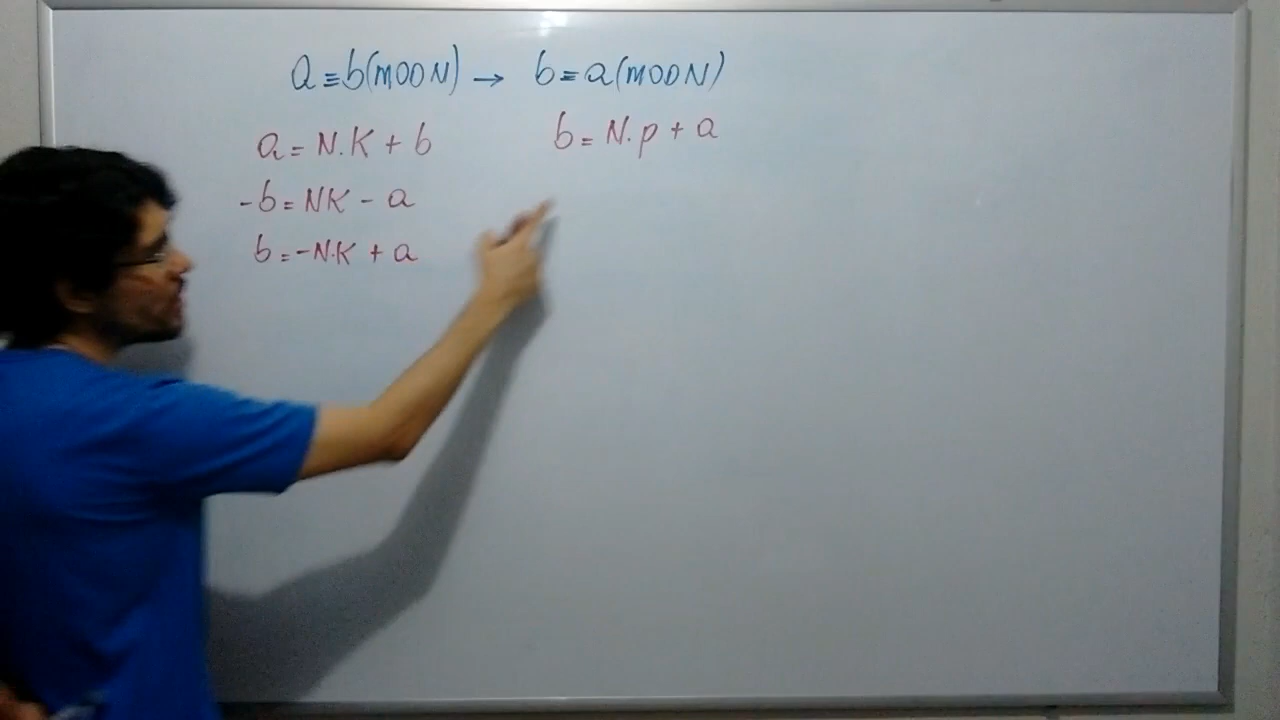 a ≡ b (MOD N) → b ≡ a (MOD N)
a = N.K + b
b = N.p + a
-b = NK - a
b = -N.K + a